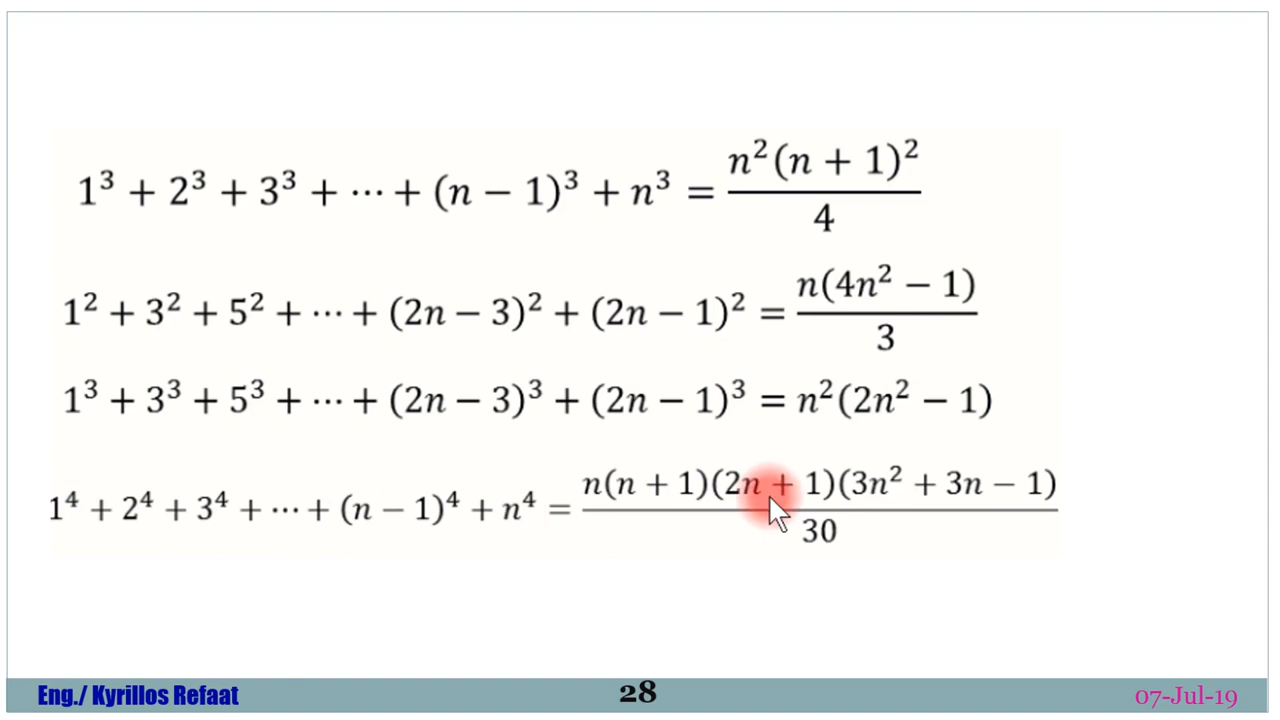 1³ + 2³ + 3³ + ⋯ + (n − 1)³ + n³ = n²(n + 1)² / 4
1² + 3² + 5² + ⋯ + (2n − 3)² + (2n − 1)² = n(4n² − 1) / 3
1³ + 3³ + 5³ + ⋯ + (2n − 3)³ + (2n − 1)³ = n²(2n² − 1)
1⁴ + 2⁴ + 3⁴ + ⋯ + (n − 1)⁴ + n⁴ = n(n + 1)(2n + 1)(3n² + 3n − 1) / 30
Eng./ Kyrillos Refaat 28 07-Jul-19